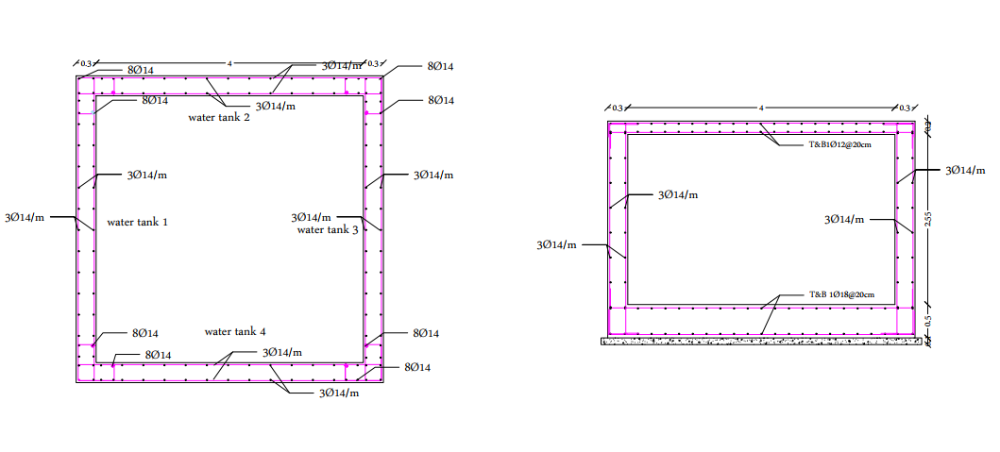 0.3
4
0.3
8Ø14
3Ø14/m
8Ø14
8Ø14
3Ø14/m
8Ø14
water tank 2
3Ø14/m
3Ø14/m
3Ø14/m
water tank 1
3Ø14/m
water tank 3
water tank 4
8Ø14
8Ø14
8Ø14
3Ø14/m
8Ø14
3Ø14/m
0.3
4
0.3
T&B1Ø12@20cm
3Ø14/m
3Ø14/m
3Ø14/m
2.55
3Ø14/m
T&B 1Ø18@20cm
0.5